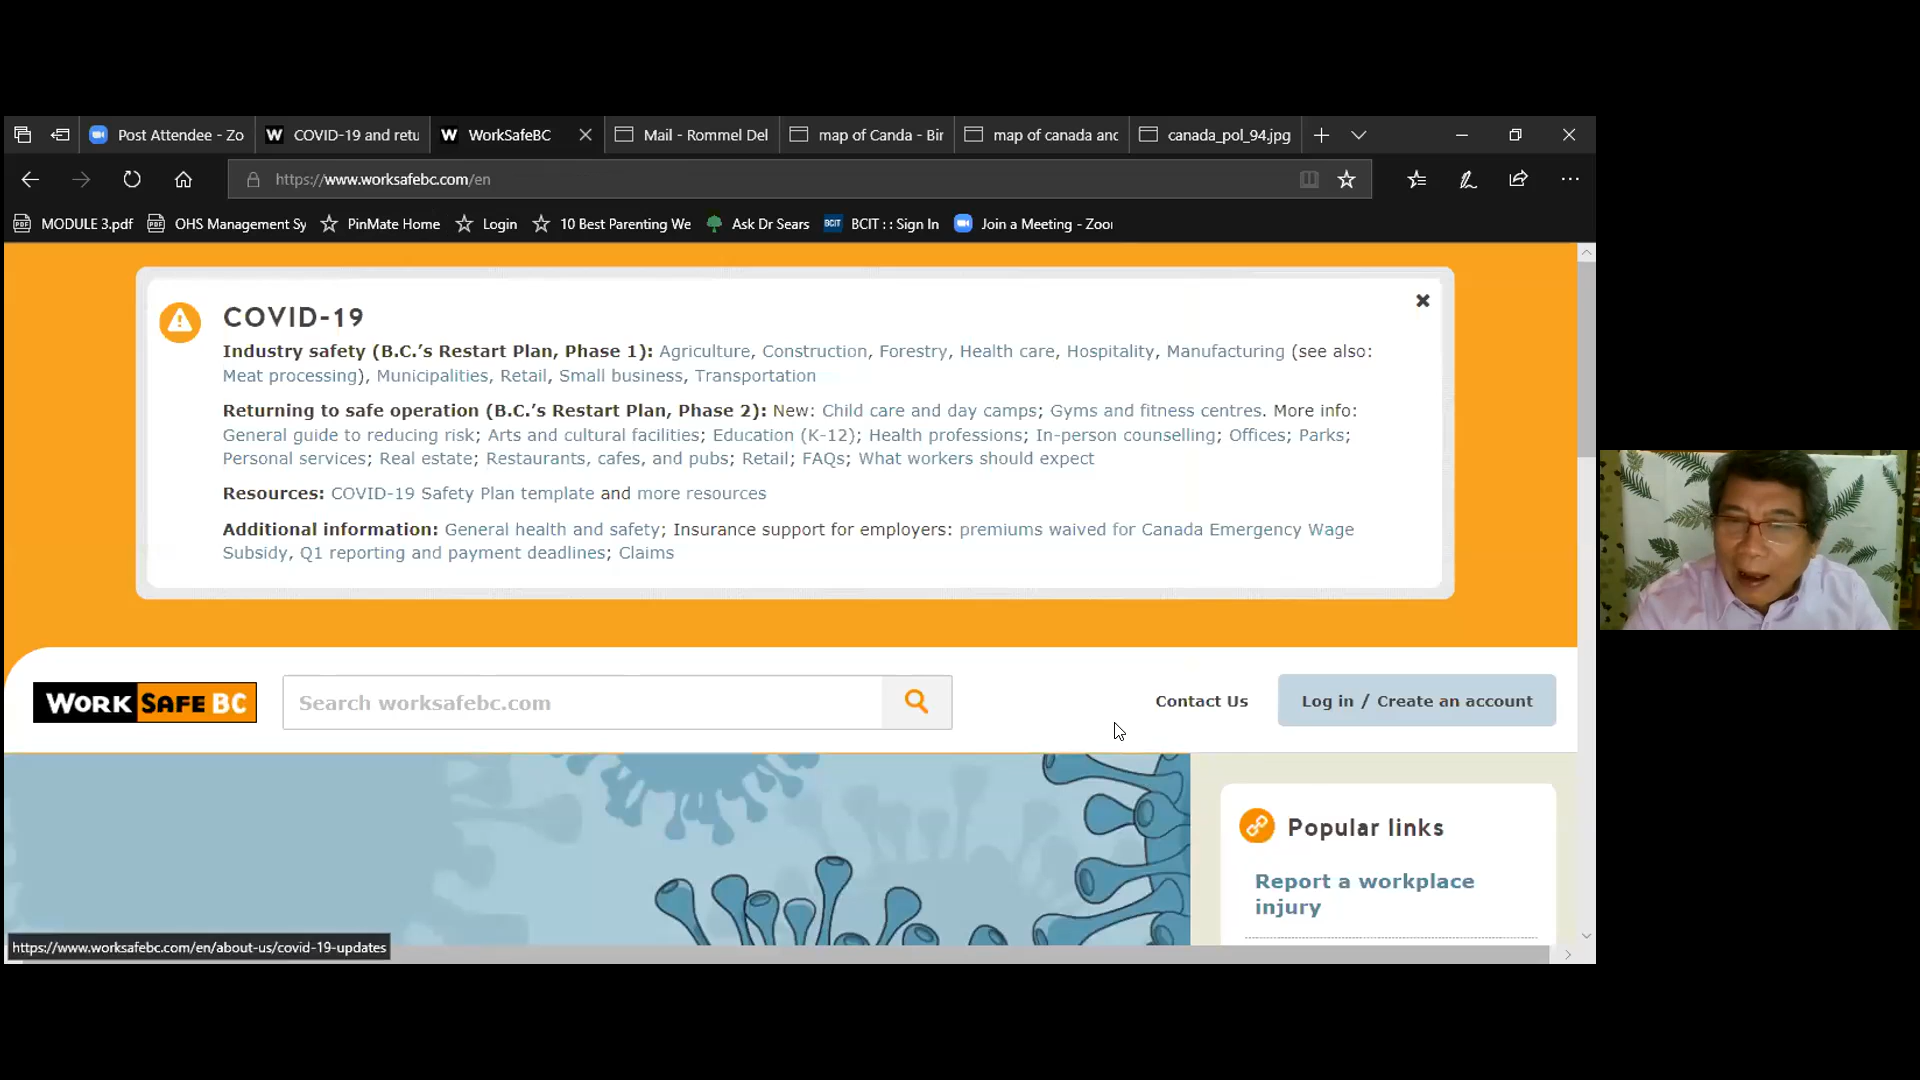 Post Attendee - Zo
COVID-19 and retu
WorkSafeBC
Mail - Rommel Del
map of Canda - Bir
map of canada anc
canada_pol_94.jpg
https://www.worksafebc.com/en
MODULE 3.pdf
OHS Management Sy
PinMate Home
Login
10 Best Parenting We
Ask Dr Sears
BCIT BCIT : : Sign In
Join a Meeting - Zoor
COVID-19
Industry safety (B.C.'s Restart Plan, Phase 1): Agriculture, Construction, Forestry, Health care, Hospitality, Manufacturing (see also:
Meat processing), Municipalities, Retail, Small business, Transportation
Returning to safe operation (B.C.'s Restart Plan, Phase 2): New: Child care and day camps; Gyms and fitness centres. More info:
General guide to reducing risk; Arts and cultural facilities; Education (K-12); Health professions; In-person counselling; Offices; Parks;
Personal services; Real estate; Restaurants, cafes, and pubs; Retail; FAQs; What workers should expect
Resources: COVID-19 Safety Plan template and more resources
Additional information: General health and safety; Insurance support for employers: premiums waived for Canada Emergency Wage
Subsidy, Q1 reporting and payment deadlines; Claims
WORK SAFE BC
Search worksafebc.com
Contact Us
Log in / Create an account
Popular links
Report a workplace
injury
https://www.worksafebc.com/en/about-us/covid-19-updates